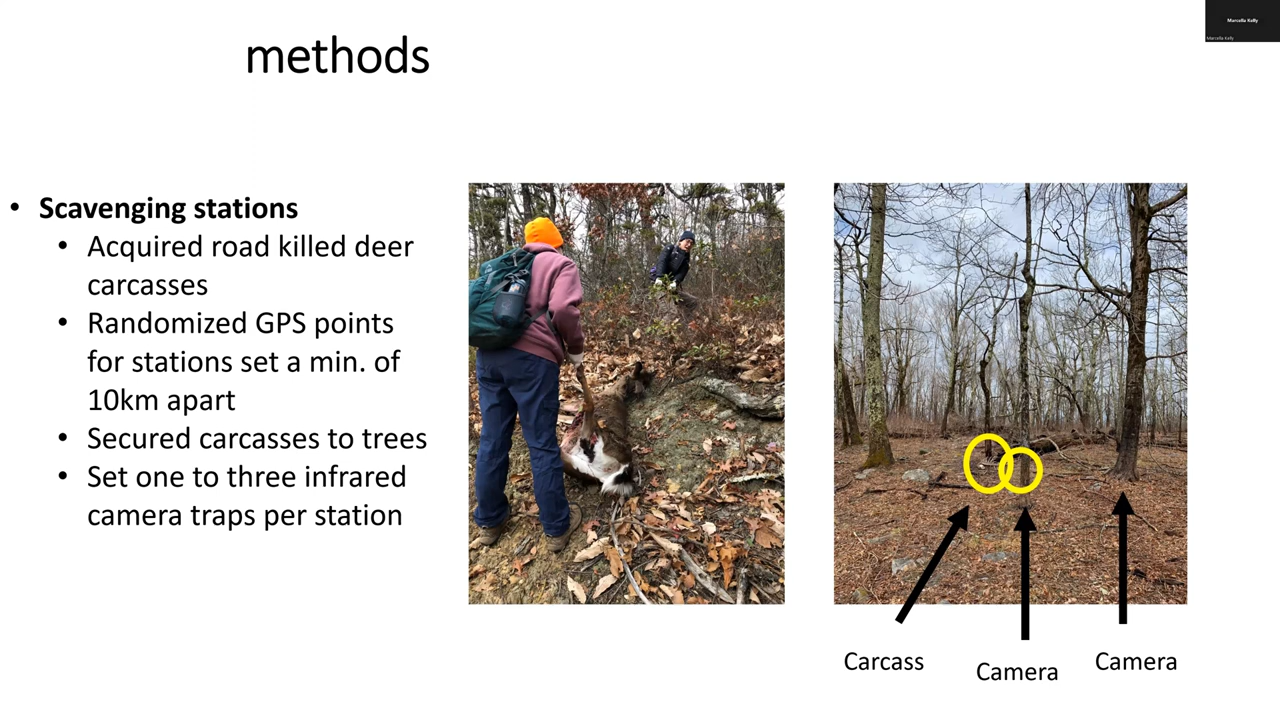 Marcella Kelly
Marcella Kelly
methods
• Scavenging stations
• Acquired road killed deer
carcasses
• Randomized GPS points
for stations set a min. of
10km apart
• Secured carcasses to trees
• Set one to three infrared
camera traps per station
Carcass
Camera
Camera